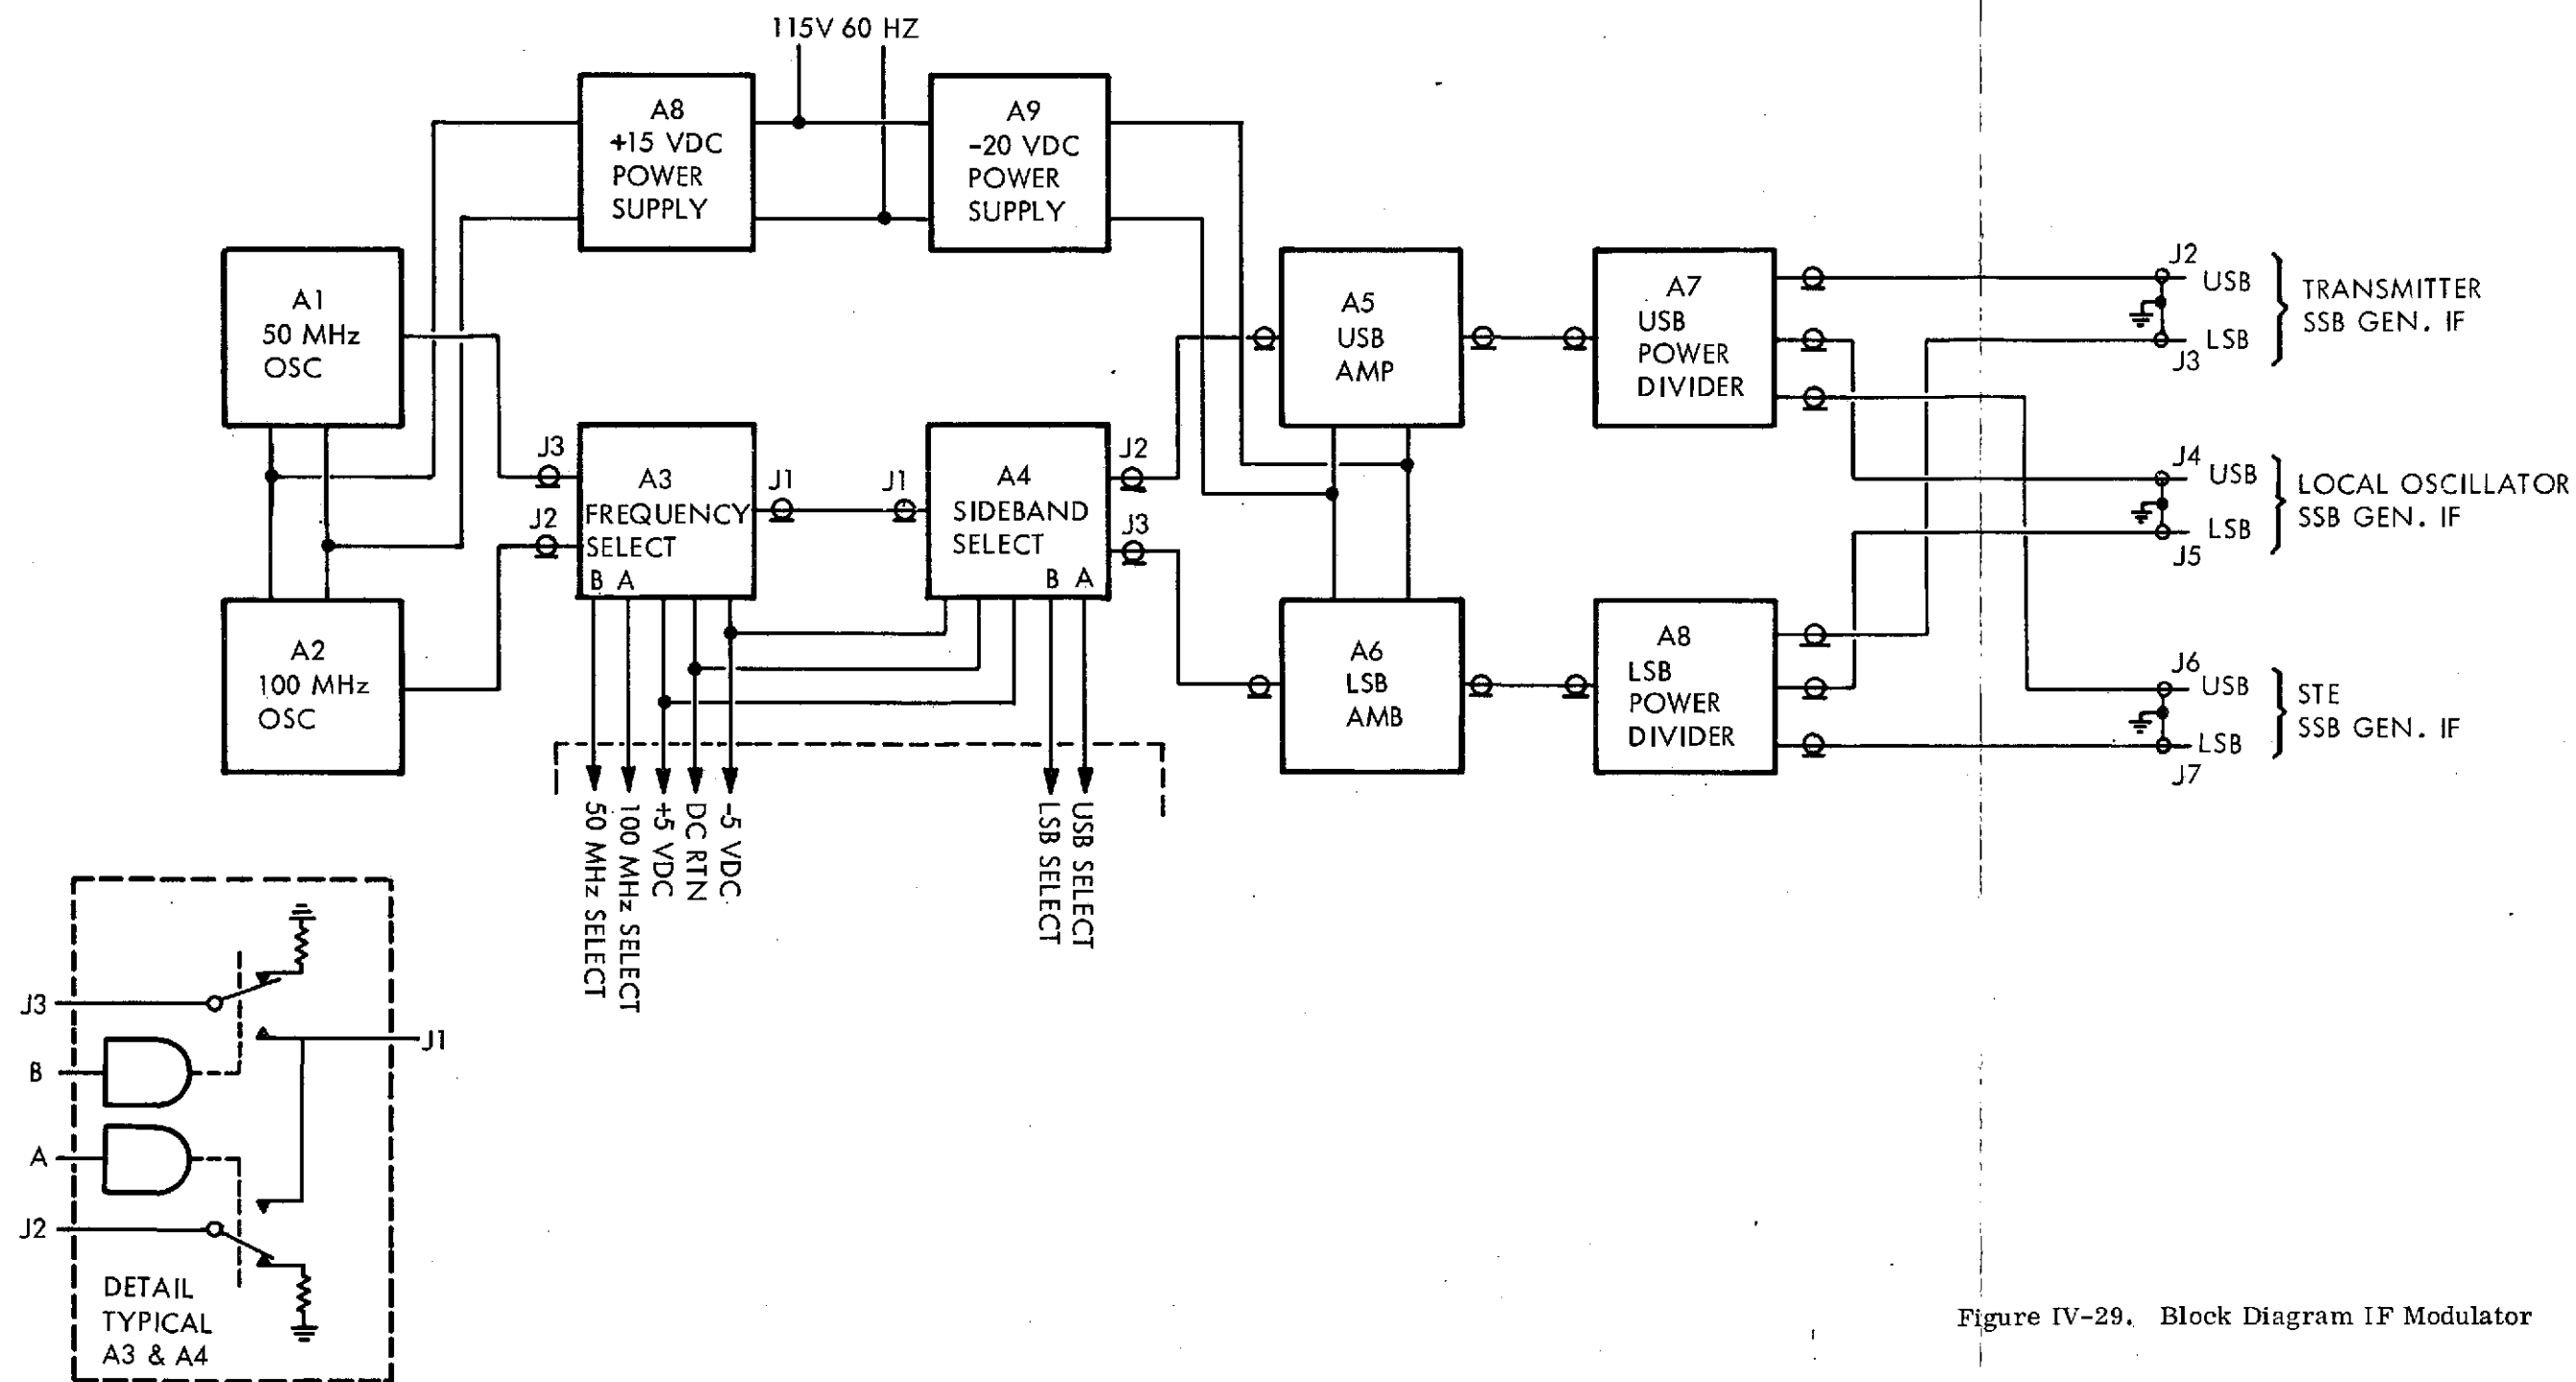 115V 60 HZ
A8
+15 VDC
POWER
SUPPLY
A9
-20 VDC
POWER
SUPPLY
A1
50 MHz
OSC
A2
100 MHz
OSC
J3
J2
A3
FREQUENCY
SELECT
B A
J1
J1
A4
SIDEBAND
SELECT
B A
J2
J3
A5
USB
AMP
A6
LSB
AMB
A7
USB
POWER
DIVIDER
A8
LSB
POWER
DIVIDER
J2
USB
LSB
J3
TRANSMITTER
SSB GEN. IF
J4
USB
LSB
J5
LOCAL OSCILLATOR
SSB GEN. IF
J6
USB
LSB
J7
STE
SSB GEN. IF
50 MHz SELECT
100 MHz SELECT
+5 VDC
DC RTN
-5 VDC
LSB SELECT
USB SELECT
J3
J1
B
A
J2
DETAIL
TYPICAL
A3 & A4
Figure IV-29. Block Diagram IF Modulator